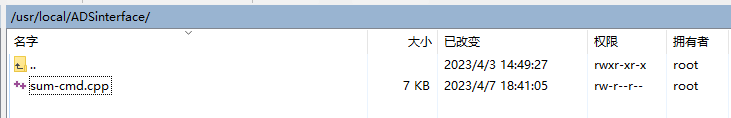 /usr/local/ADSinterface/
名字 大小 已改变 权限 拥有者
.. 2023/4/3 14:49:27 rwxr-xr-x root
sum-cmd.cpp 7 KB 2023/4/7 18:41:05 rw-r--r-- root